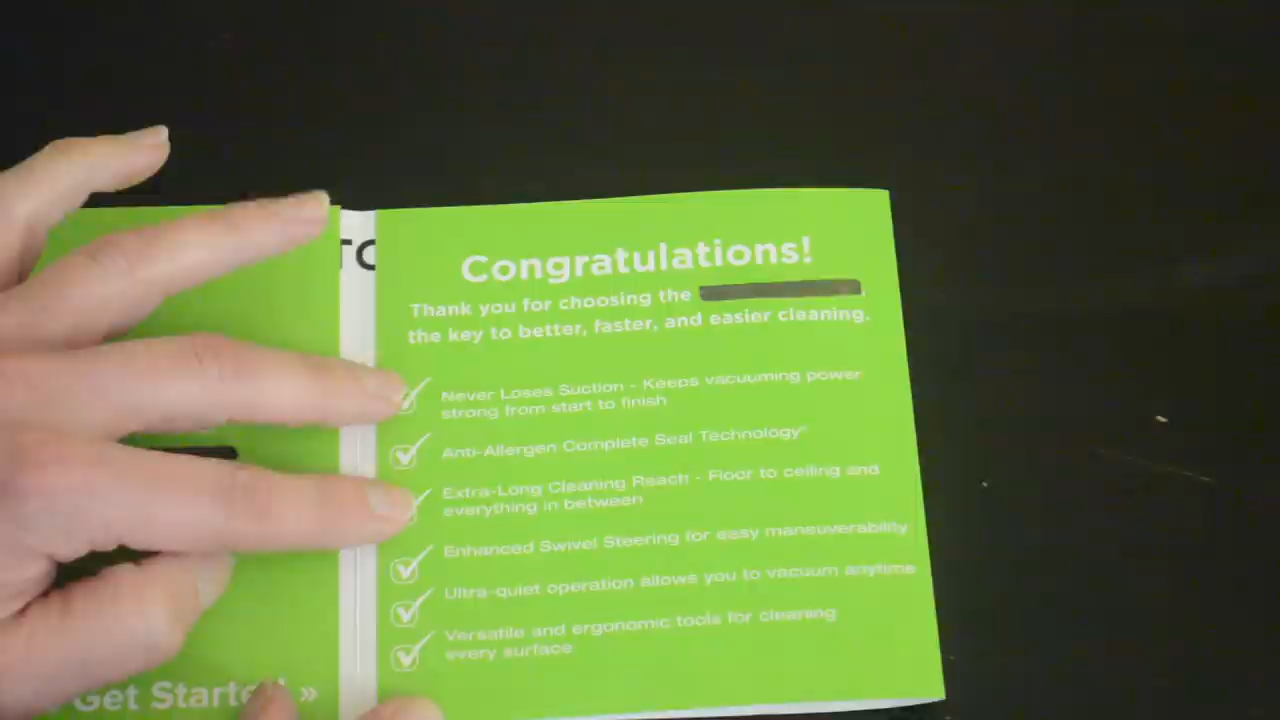 TO
Congratulations!
Thank you for choosing the
the key to better, faster, and easier cleaning.
Never Loses Suction - Keeps vacuuming power
strong from start to finish
Anti-Allergen Complete Seal Technology®
Extra-Long Cleaning Reach - Floor to ceiling and
everything in between
Enhanced Swivel Steering for easy maneuverability
Ultra-quiet operation allows you to vacuum anytime
Versatile and ergonomic tools for cleaning
every surface
Get Started »